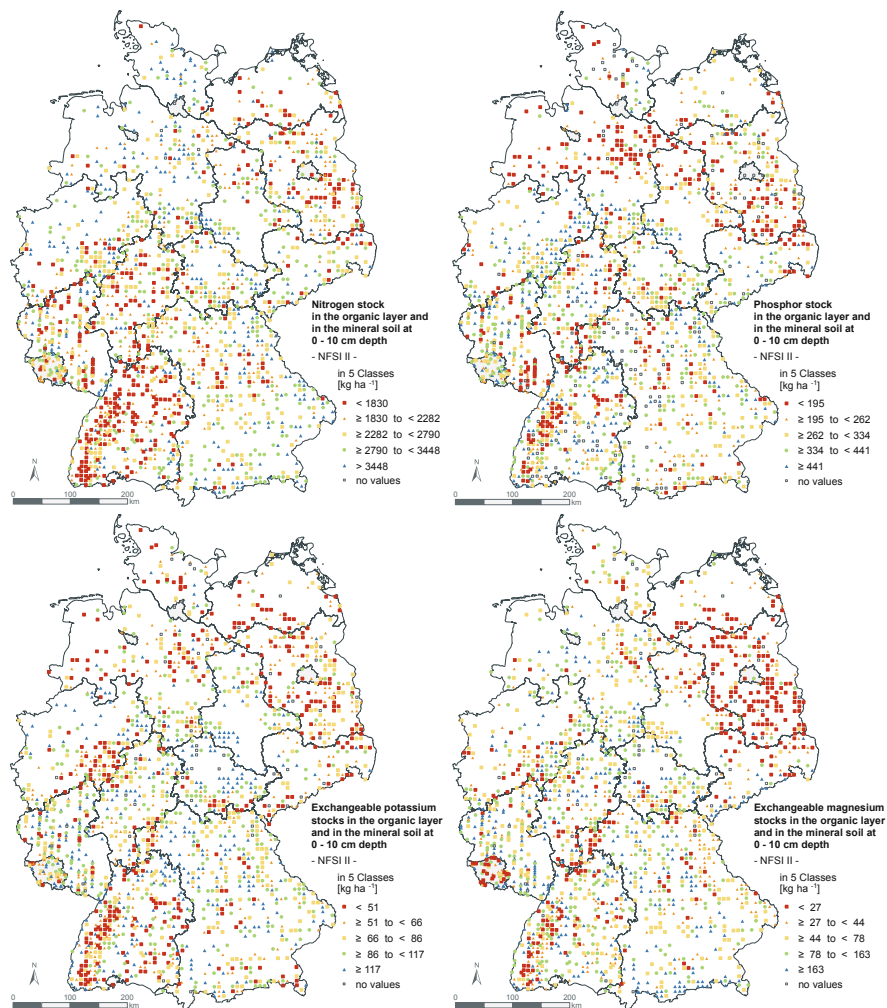 Nitrogen stock
in the organic layer and
in the mineral soil at
0 - 10 cm depth
- NFSI II -
in 5 Classes
[kg ha -1]
< 1830
≥ 1830 to < 2282
≥ 2282 to < 2790
≥ 2790 to < 3448
> 3448
no values
N
0 100 200
km
Phosphor stock
in the organic layer and
in the mineral soil at
0 - 10 cm depth
- NFSI II -
in 5 Classes
[kg ha -1]
< 195
≥ 195 to < 262
≥ 262 to < 334
≥ 334 to < 441
≥ 441
no values
N
0 100 200
km
Exchangeable potassium
stocks in the organic layer
and in the mineral soil at
0 - 10 cm depth
- NFSI II -
in 5 Classes
[kg ha -1]
< 51
≥ 51 to < 66
≥ 66 to < 86
≥ 86 to < 117
≥ 117
no values
N
0 100 200
km
Exchangeable magnesium
stocks in the organic layer
and in the mineral soil at
0 - 10 cm depth
- NFSI II -
in 5 Classes
[kg ha -1]
< 27
≥ 27 to < 44
≥ 44 to < 78
≥ 78 to < 163
≥ 163
no values
N
0 100 200
km